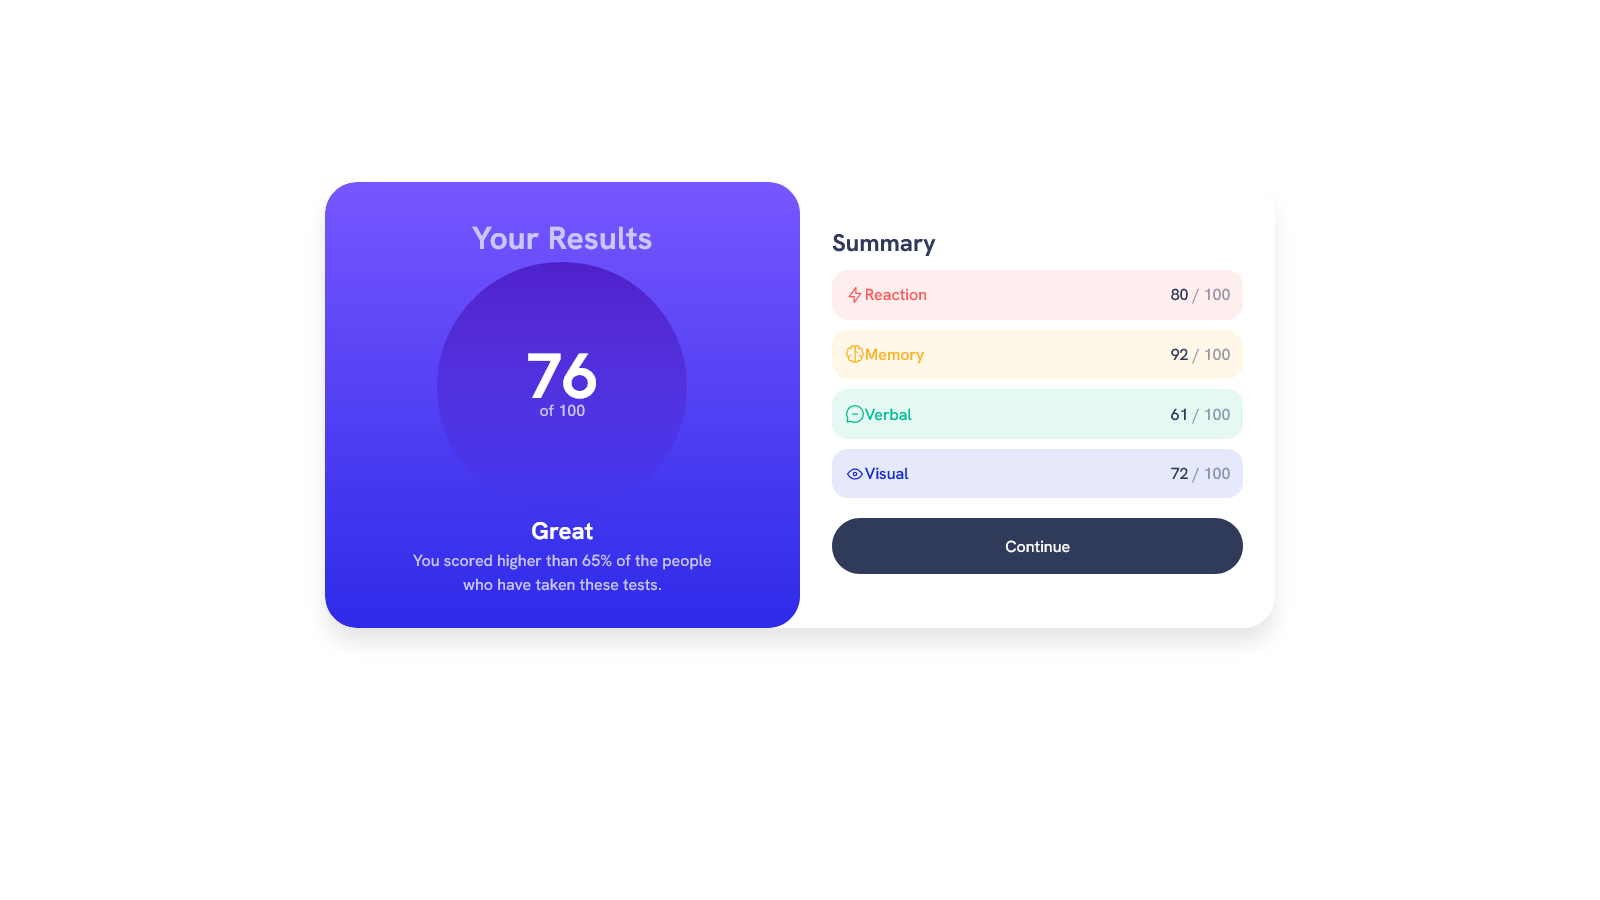 Your Results
76
of 100
Great
You scored higher than 65% of the people
who have taken these tests.
Summary
Reaction 80 / 100
Memory 92 / 100
Verbal 61 / 100
Visual 72 / 100
Continue